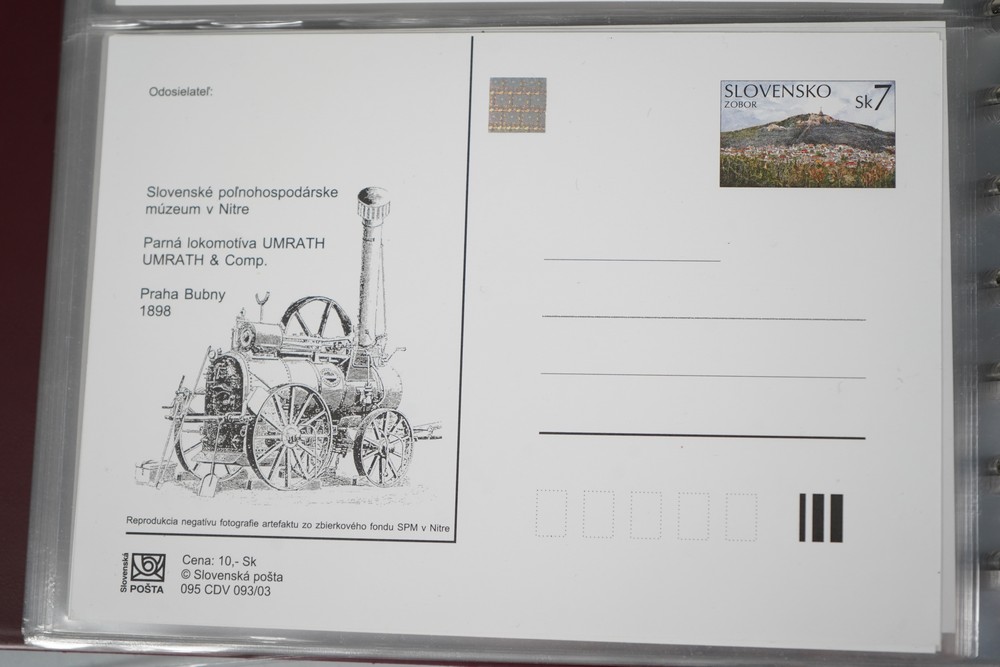 Odosielateľ:
Slovenské poľnohospodárske
múzeum v Nitre
Parná lokomotíva UMRATH
UMRATH & Comp.
Praha Bubny
1898
Reprodukcia negatívu fotografie artefaktu zo zbierkového fondu SPM v Nitre
Slovenská
POŠTA
Cena: 10,- Sk
© Slovenská pošta
095 CDV 093/03
SLOVENSKO
ZOBOR
Sk7